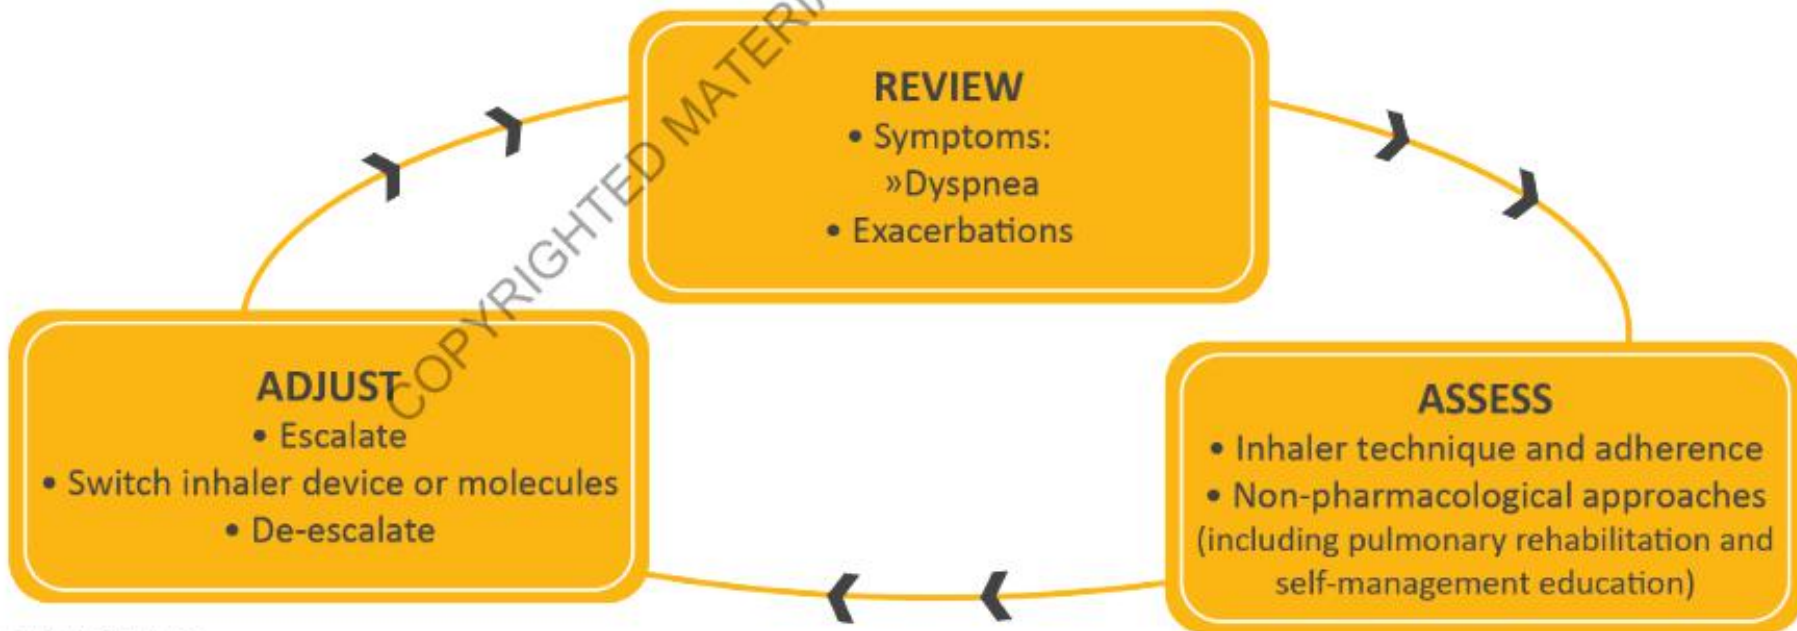 COPYRIGHTED MATERIA
REVIEW
• Symptoms:
»Dyspnea
• Exacerbations
ADJUST
• Escalate
• Switch inhaler device or molecules
• De-escalate
ASSESS
• Inhaler technique and adherence
• Non-pharmacological approaches
(including pulmonary rehabilitation and
self-management education)